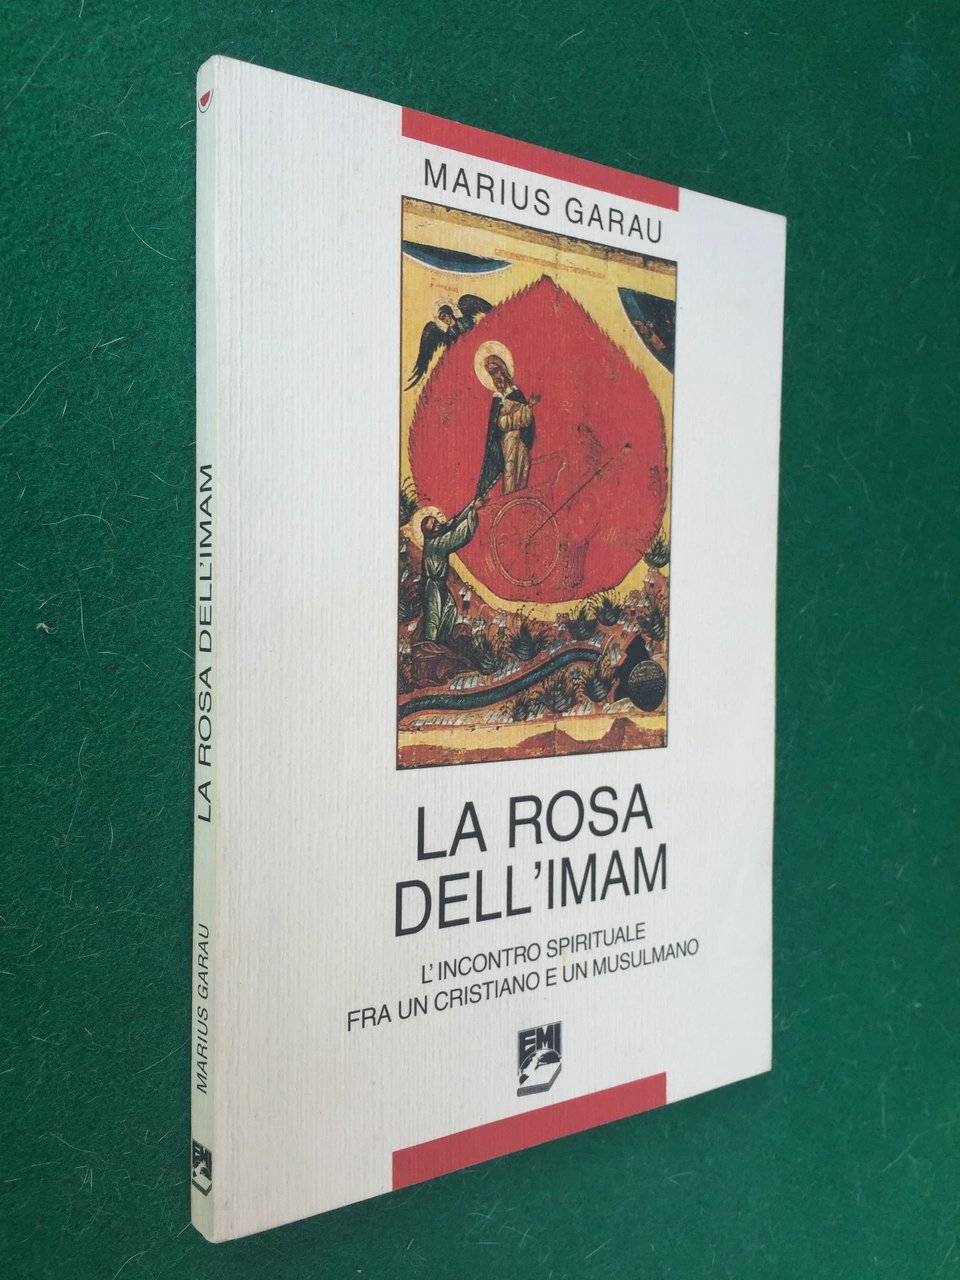 MARIUS GARAU
LA ROSA
DELL'IMAM
L'INCONTRO SPIRITUALE
FRA UN CRISTIANO E UN MUSULMANO
EMI
LA ROSA DELL'IMAM
MARIUS GARAU
EMI